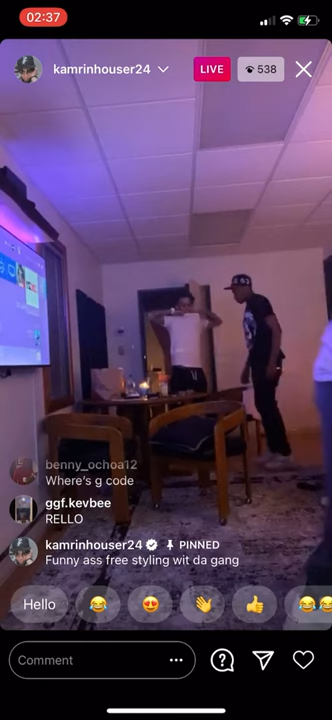 02:37
kamrinhouser24
LIVE
538
benny_ochoa12
Where's g code
ggf.kevbee
RELLO
kamrinhouser24 PINNED
Funny ass free styling wit da gang
Hello
Comment